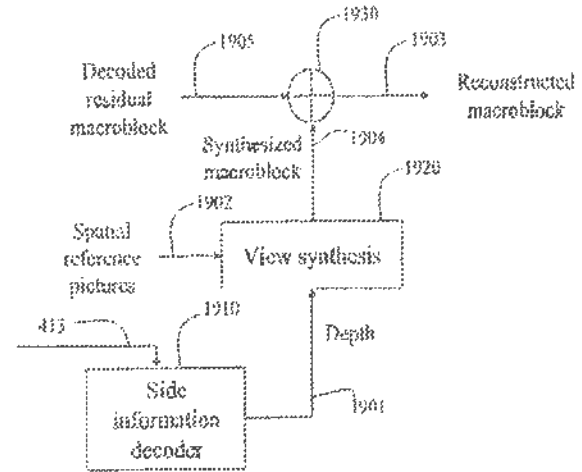 1930
1905
1903
Decoded
residual
macroblock
Reconstructed
macroblock
Synthesized
macroblock
1904
1920
1902
Spatial
reference
pictures
View synthesis
1910
415
Depth
Side
information
decoder
1901